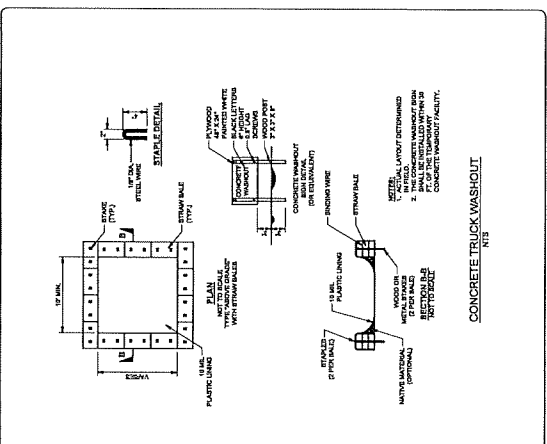 STAKE
(TYP.)
B
STRAW BALE
(TYP.)
10' MIN.
VARIES
B
10 MIL
PLASTIC LINING
PLAN
NOT TO SCALE
TYPE "ABOVE GRADE"
WITH STRAW BALES
2"
1/8" DIA.
STEEL WIRE
STAPLE DETAIL
PLYWOOD
48" X 24"
PAINTED WHITE
BLACK LETTERS
6" HEIGHT
CONCRETE
WASHOUT
0.5" LAG
SCREWS
WOOD POST
3" X 3" X 8'
CONCRETE WASHOUT
SIGN DETAIL
(OR EQUIVALENT)
STAPLES
(2 PER BALE)
10 MIL
PLASTIC LINING
BINDING WIRE
STRAW BALE
NATIVE MATERIAL
(OPTIONAL)
WOOD OR
METAL STAKES
(2 PER BALE)
SECTION B-B
NOT TO SCALE
NOTES:
1. ACTUAL LAYOUT DETERMINED
IN FIELD.
2. THE CONCRETE WASHOUT SIGN
SHALL BE INSTALLED WITHIN 30
FT. OF THE TEMPORARY
CONCRETE WASHOUT FACILITY.
CONCRETE TRUCK WASHOUT
NTS